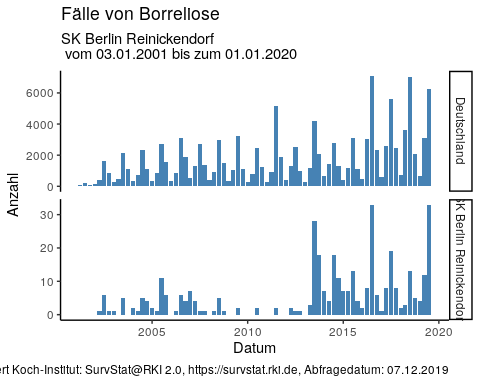 Fälle von Borrellose
SK Berlin Reinickendorf
vom 03.01.2001 bis zum 01.01.2020
Anzahl
6000
4000
2000
0
Deutschland
30
20
10
0
SK Berlin Reinickendorf
2005
2010
2015
2020
Datum
ert Koch-Institut: SurvStat@RKI 2.0, https://survstat.rki.de, Abfragedatum: 07.12.2019